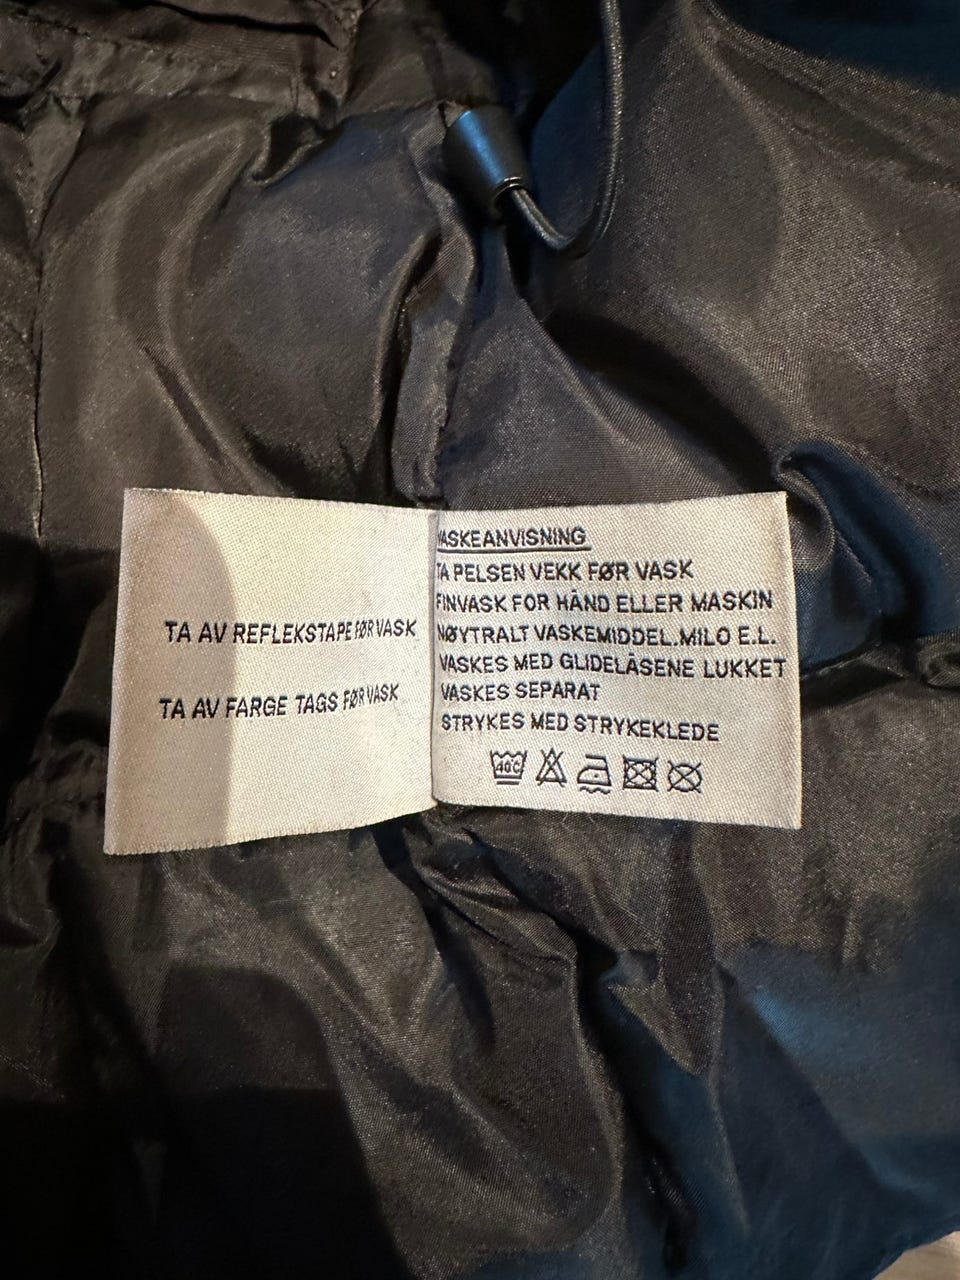 TA AV REFLEKSTAPE FØR VASK
TA AV FARGE TAGS FØR VASK
VASKEANVISNING
TA PELSEN VEKK FØR VASK
FINVASK FOR HÅND ELLER MASKIN
NØYTRALT VASKEMIDDEL.MILO E.L.
VASKES MED GLIDELÅSENE LUKKET
VASKES SEPARAT
STRYKES MED STRYKEKLEDE
40C